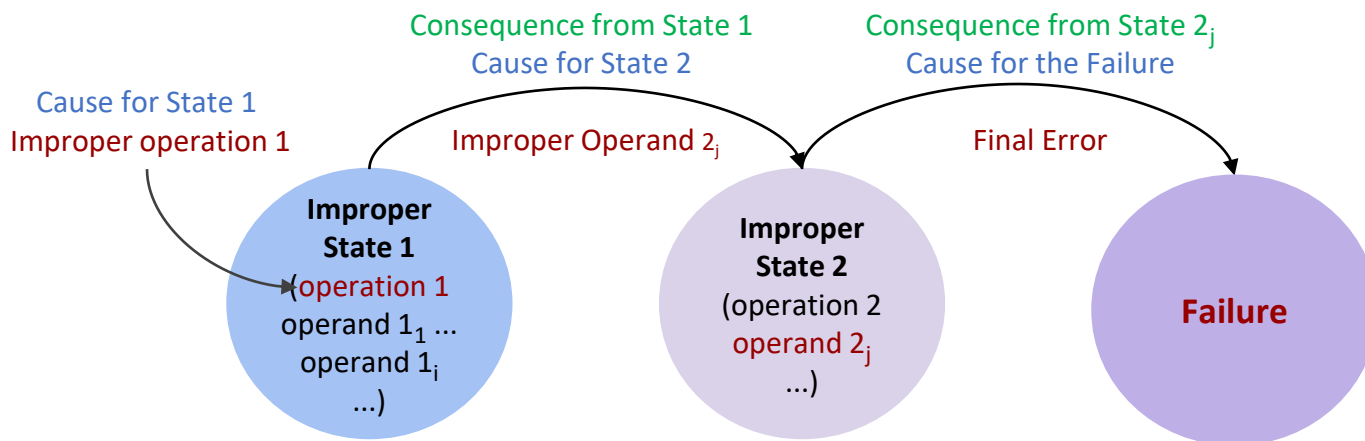 Consequence from State 1
Cause for State 2
Consequence from State 2j
Cause for the Failure
Cause for State 1
Improper operation 1
Improper Operand 2j
Final Error
Improper
State 1
(operation 1
operand 11 ...
operand 1i
...)
Improper
State 2
(operation 2
operand 2j
...)
Failure